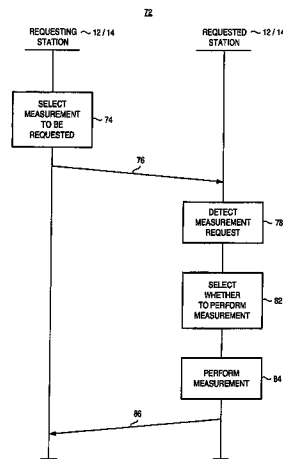 72
REQUESTING STATION
12 / 14
REQUESTED STATION
12 / 14
SELECT
MEASUREMENT
TO BE
REQUESTED
74
76
DETECT
MEASUREMENT
REQUEST
78
SELECT
WHETHER
TO PERFORM
MEASUREMENT
82
PERFORM
MEASUREMENT
84
86